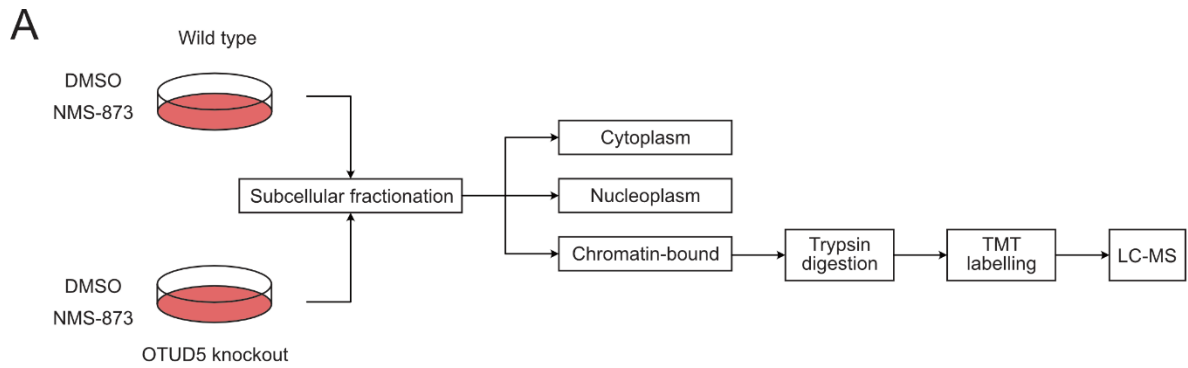 A
Wild type
DMSO
NMS-873
Cytoplasm
Subcellular fractionation
Nucleoplasm
Chromatin-bound
Trypsin
digestion
TMT
labelling
LC-MS
DMSO
NMS-873
OTUD5 knockout